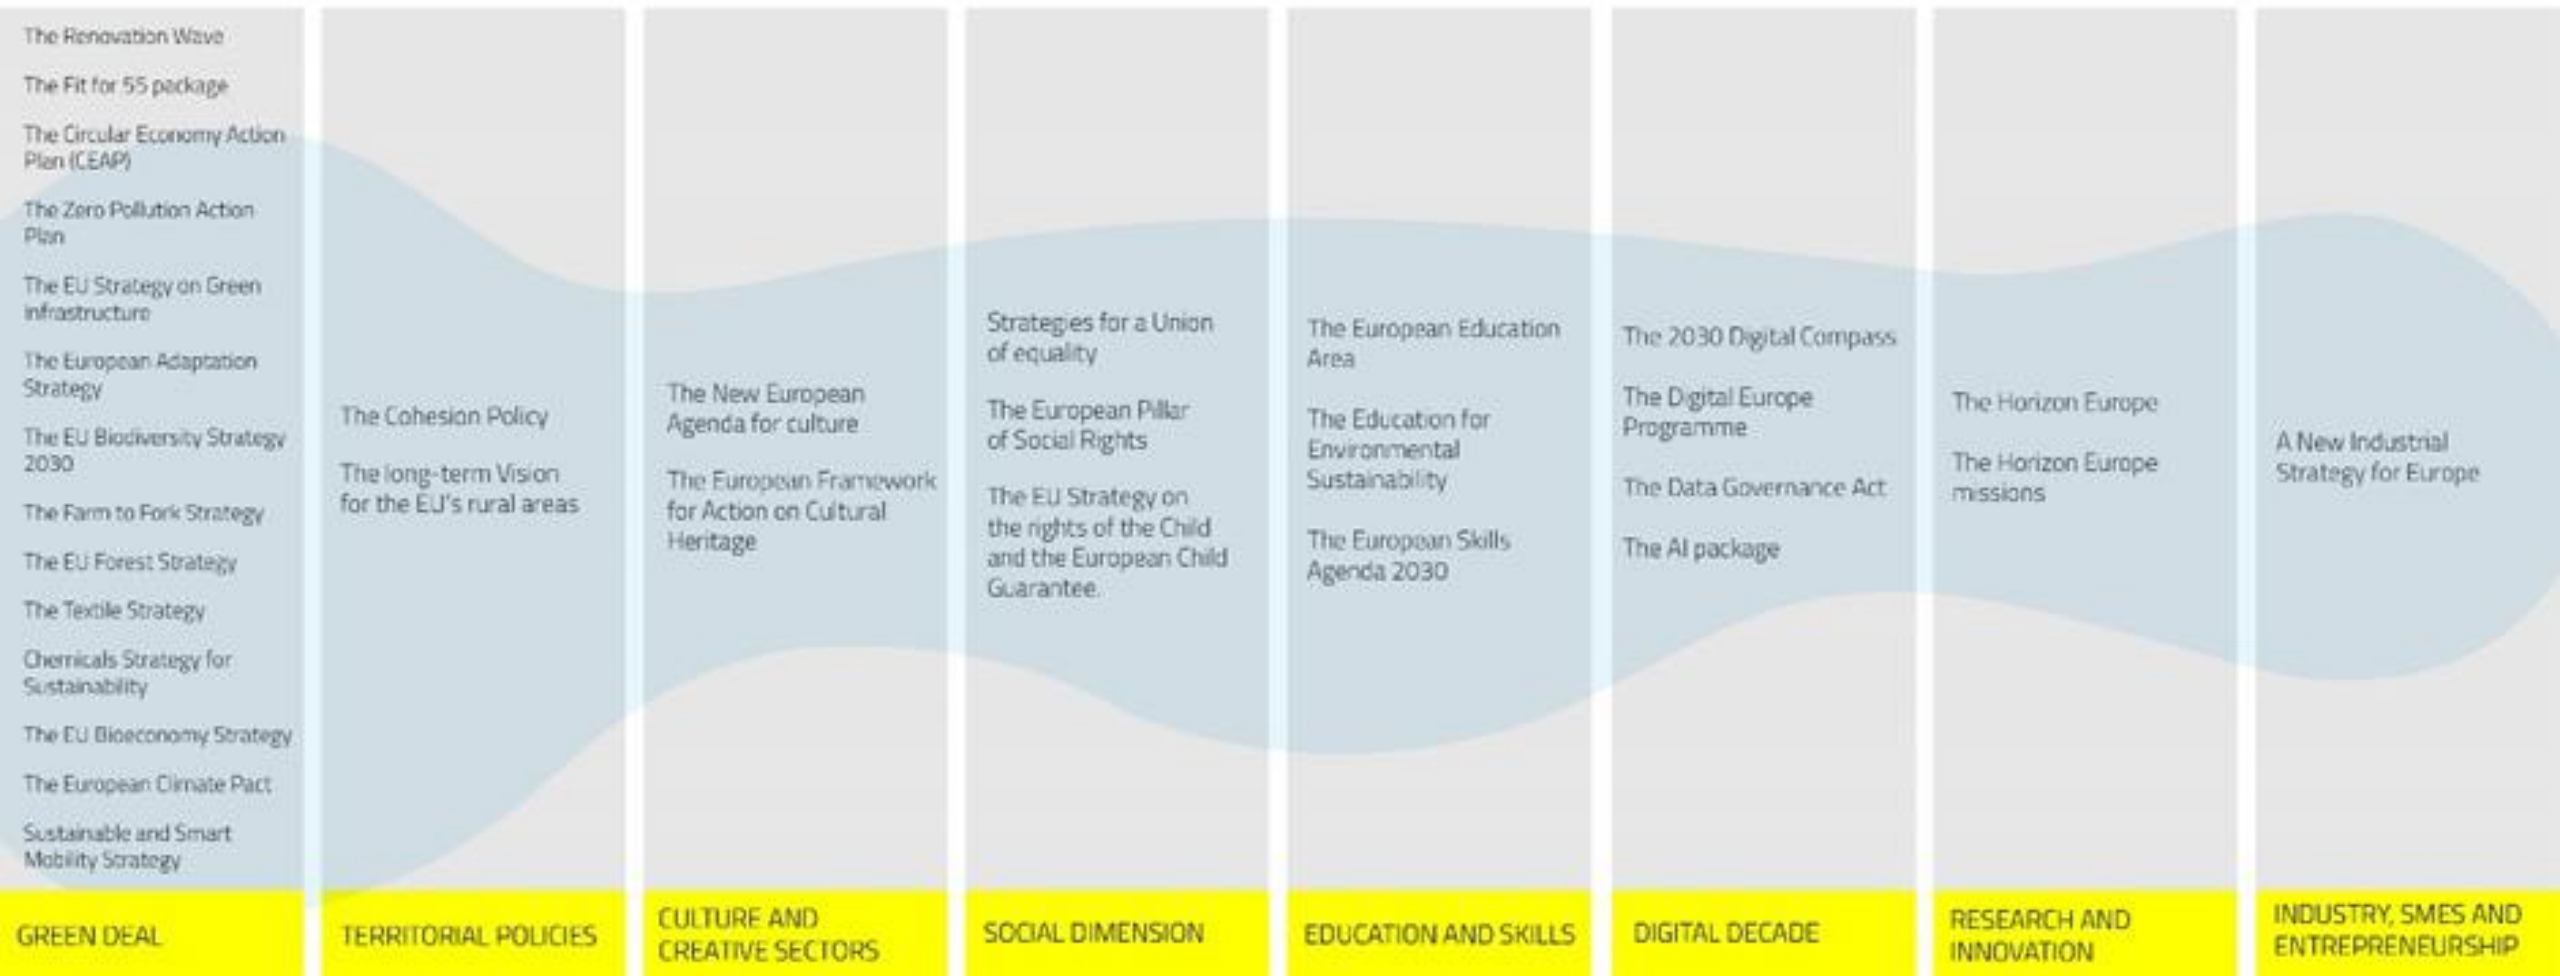 The Renovation Wave
The Fit for 55 package
The Circular Economy Action
Plan (CEAP)
The Zero Pollution Action
Plan
The EU Strategy on Green
Infrastructure
The European Adaptation
Strategy
The EU Biodiversity Strategy
2030
The Farm to Fork Strategy
The EU Forest Strategy
The Textile Strategy
Chemicals Strategy for
Sustainability
The EU Bioeconomy Strategy
The European Climate Pact
Sustainable and Smart
Mobility Strategy
GREEN DEAL
The Cohesion Policy
The long-term Vision
for the EU's rural areas
TERRITORIAL POLICIES
The New European
Agenda for culture
The European Framework
for Action on Cultural
Heritage
CULTURE AND
CREATIVE SECTORS
Strategies for a Union
of equality
The European Pillar
of Social Rights
The EU Strategy on
the rights of the Child
and the European Child
Guarantee.
SOCIAL DIMENSION
The European Education
Area
The Education for
Environmental
Sustainability
The European Skills
Agenda 2030
EDUCATION AND SKILLS
The 2030 Digital Compass
The Digital Europe
Programme
The Data Governance Act
The AI package
DIGITAL DECADE
The Horizon Europe
The Horizon Europe
missions
RESEARCH AND
INNOVATION
A New Industrial
Strategy for Europe
INDUSTRY, SMES AND
ENTREPRENEURSHIP